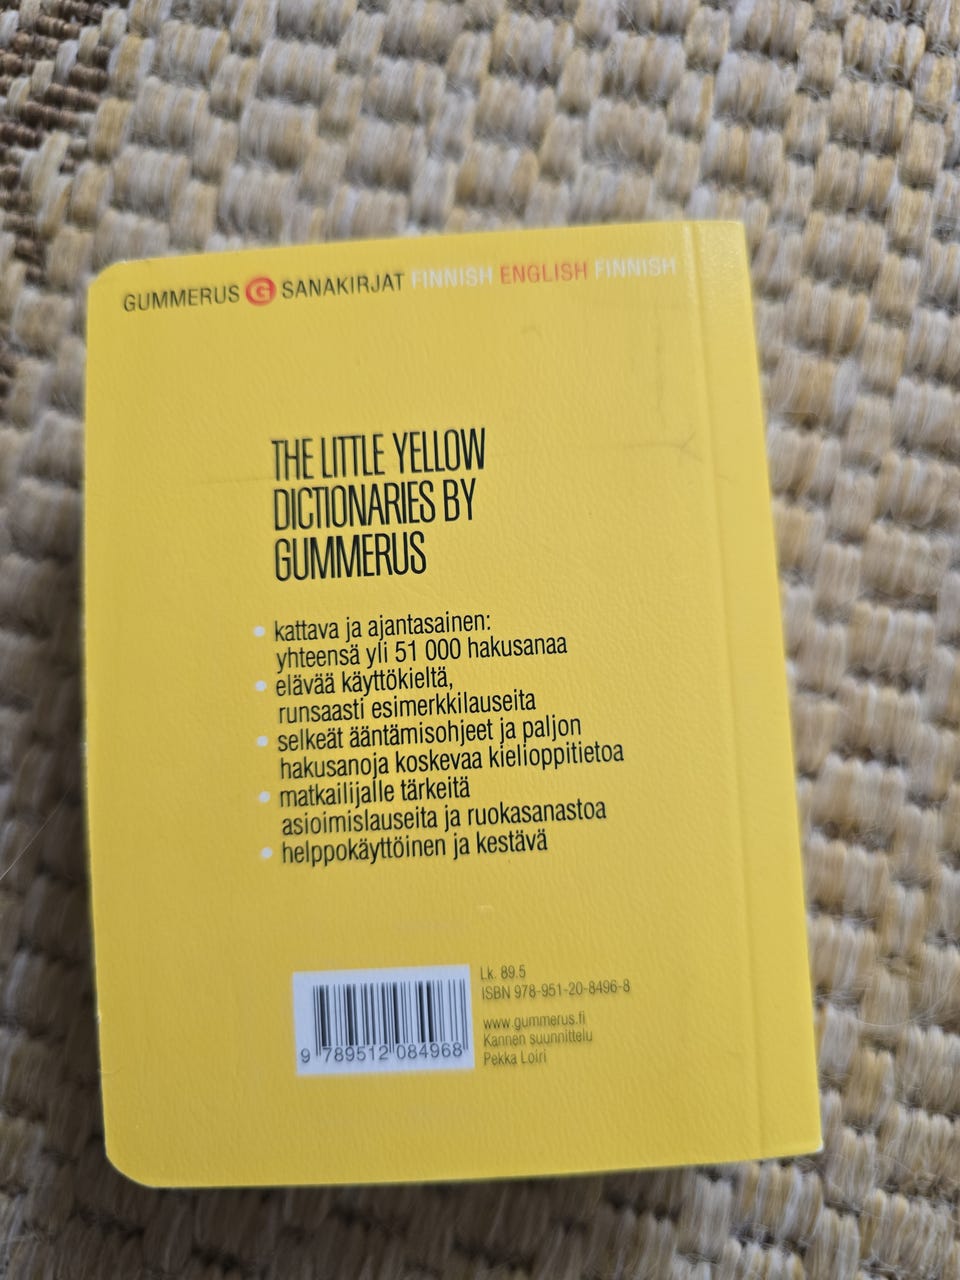 GUMMERUS G SANAKIRJAT FINNISH ENGLISH FINNISH
THE LITTLE YELLOW
DICTIONARIES BY
GUMMERUS
• kattava ja ajantasainen:
yhteensä yli 51 000 hakusanaa
• elävää käyttökieltä,
runsaasti esimerkkilauseita
• selkeät ääntämisohjeet ja paljon
hakusanoja koskevaa kielioppitietoa
• matkailijalle tärkeitä
asioimislauseita ja ruokasanastoa
• helppokäyttöinen ja kestävä
Lk. 89.5
ISBN 978-951-20-8496-8
www.gummerus.fi
Kannen suunnittelu
Pekka Loiri
9 789512 084968